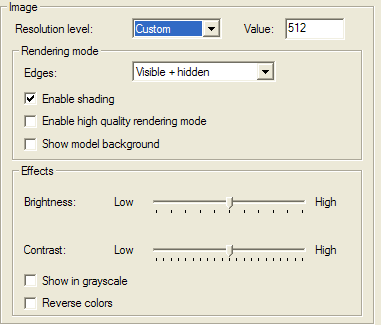 Image
Resolution level: Custom Value: 512
Rendering mode
Edges: Visible + hidden
Enable shading
Enable high quality rendering mode
Show model background
Effects
Brightness: Low High
Contrast: Low High
Show in grayscale
Reverse colors